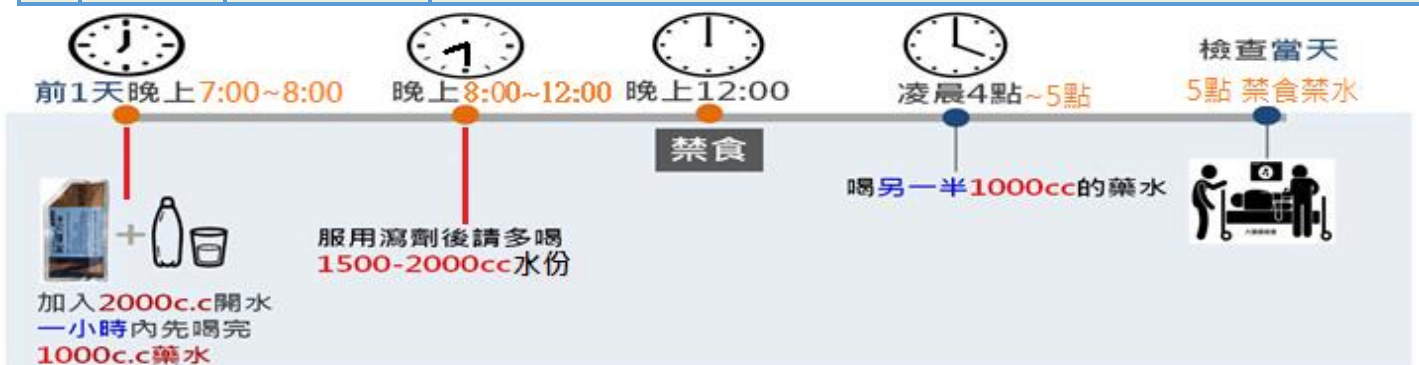 前1天晚上7:00~8:00
加入2000c.c開水
一小時內先喝完
1000c.c藥水
晚上8:00~12:00
服用瀉劑後請多喝
1500-2000cc水份
晚上12:00
禁食
凌晨4點~5點
喝另一半1000cc的藥水
檢查當天
5點 禁食禁水